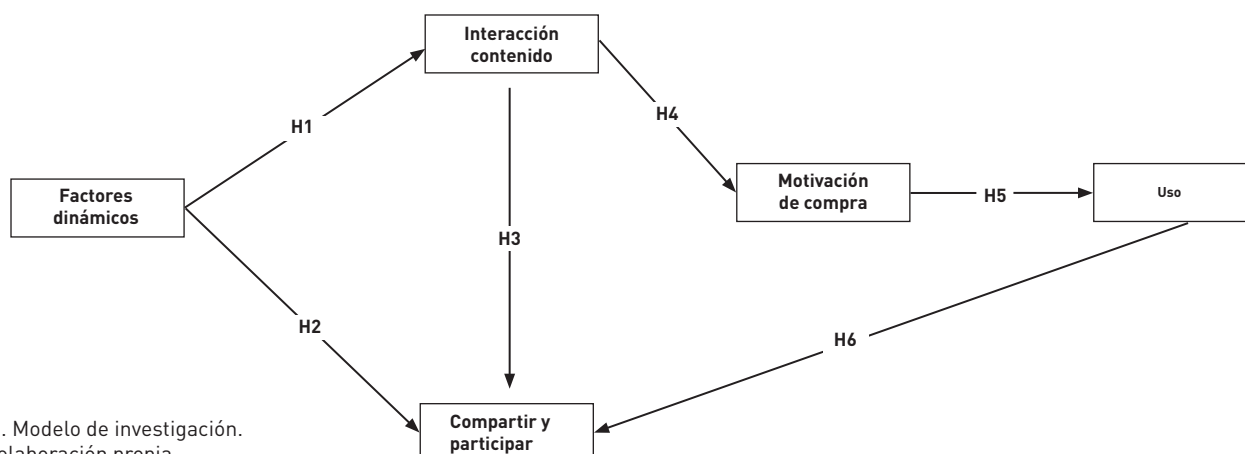 Interacción
contenido
H4
H1
Motivación
de compra
H5
Uso
Factores
dinámicos
H3
H2
H6
Compartir y
participar
. Modelo de investigación.
elaboración propia